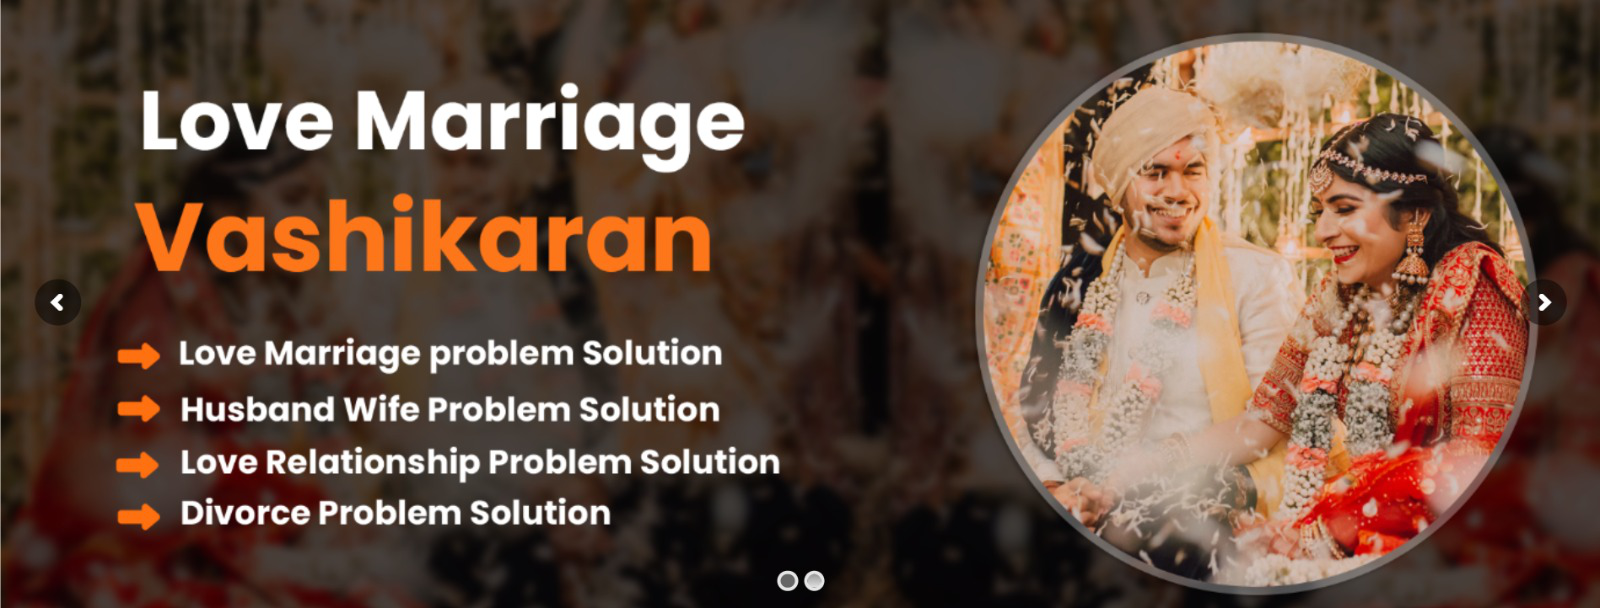 Love Marriage
Vashikaran
Love Marriage problem Solution
Husband Wife Problem Solution
Love Relationship Problem Solution
Divorce Problem Solution